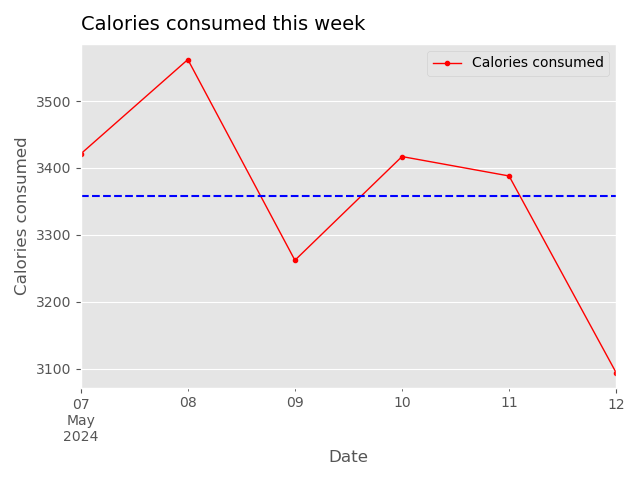 Calories consumed this week
Calories consumed
3500
3400
3300
3200
3100
Calories consumed
07
May
2024
08
09
10
11
12
Date